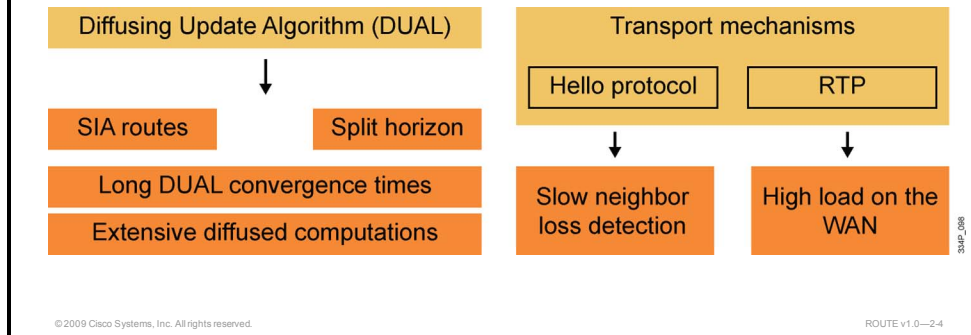 Diffusing Update Algorithm (DUAL)
SIA routes
Split horizon
Long DUAL convergence times
Extensive diffused computations
Transport mechanisms
Hello protocol
RTP
Slow neighbor
loss detection
High load on the
WAN
334P_098
©2009 Cisco Systems, Inc. All rights reserved.
ROUTE v1.0—2-4